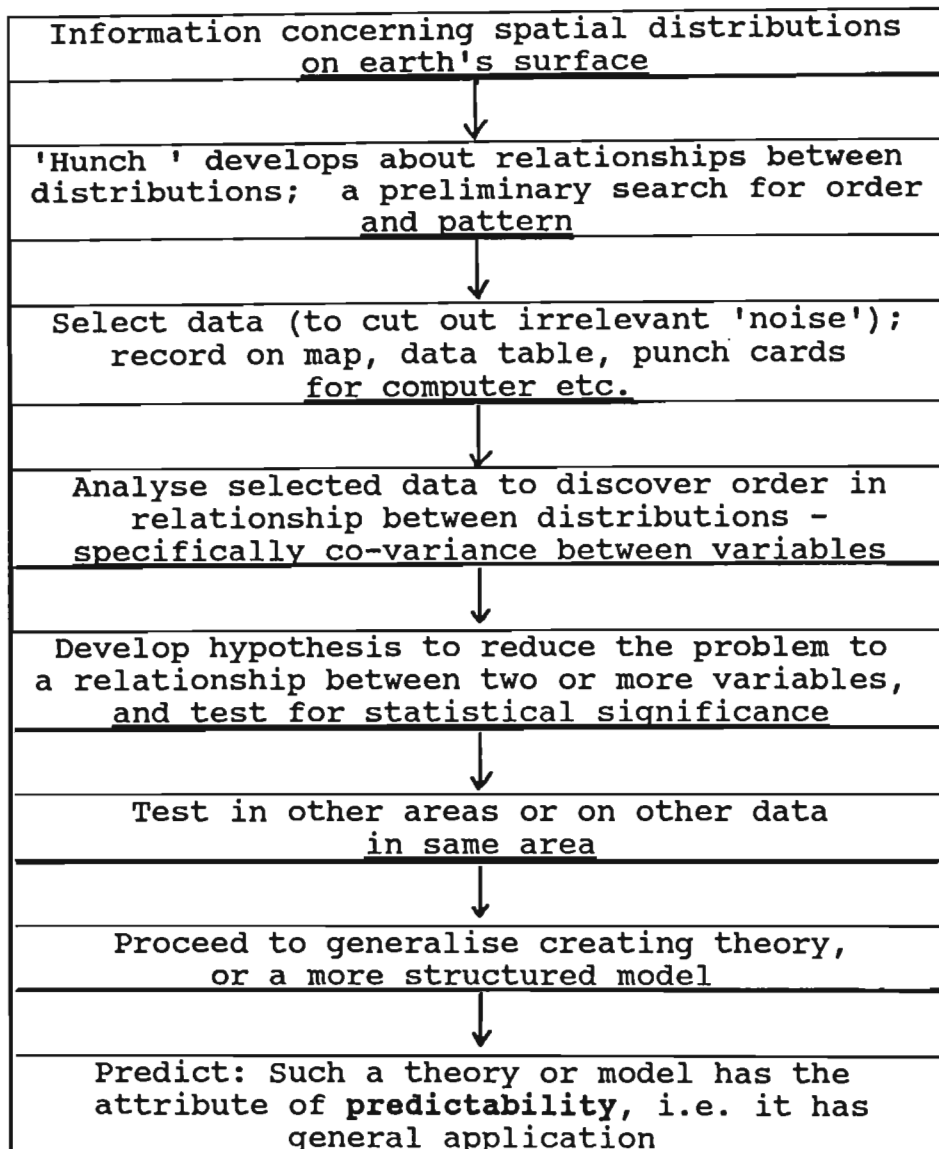 Information concerning spatial distributions
on earth's surface
'Hunch ' develops about relationships between
distributions; a preliminary search for order
and pattern
Select data (to cut out irrelevant 'noise');
record on map, data table, punch cards
for computer etc.
Analyse selected data to discover order in
relationship between distributions -
specifically co-variance between variables
Develop hypothesis to reduce the problem to
a relationship between two or more variables,
and test for statistical significance
Test in other areas or on other data
in same area
Proceed to generalise creating theory,
or a more structured model
Predict: Such a theory or model has the
attribute of predictability, i.e. it has
general application